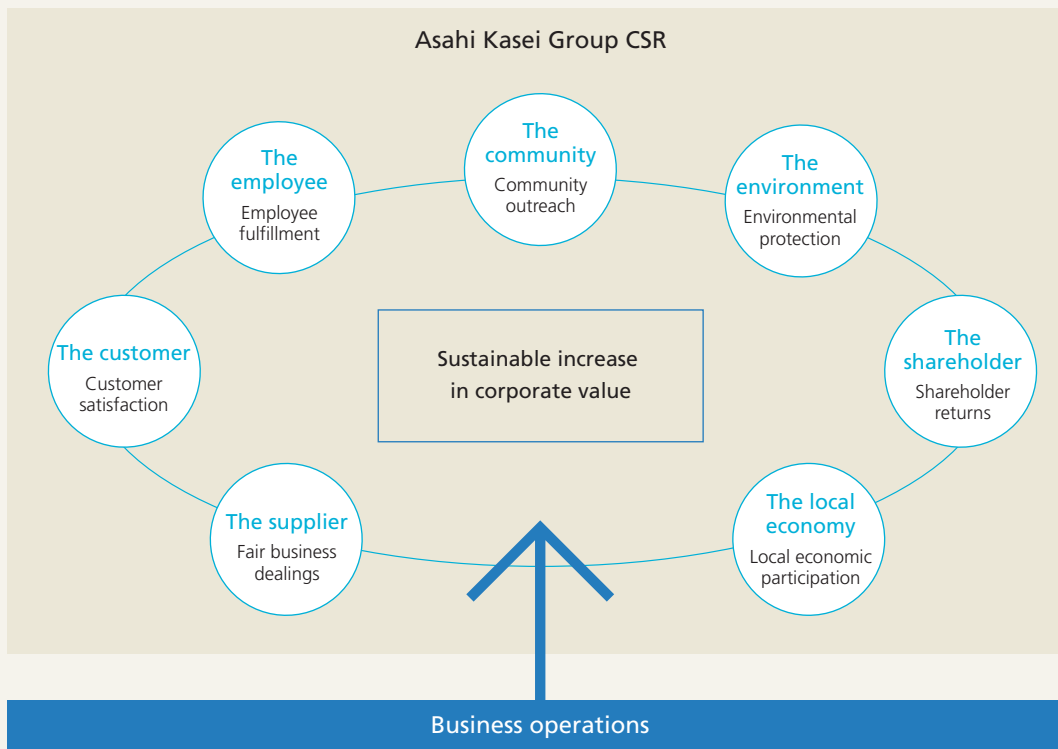 Asahi Kasei Group CSR
The
community
Community
outreach
The
employee
Employee
fulfillment
The
environment
Environmental
protection
The customer
Customer
satisfaction
Sustainable increase
in corporate value
The
shareholder
Shareholder
returns
The supplier
Fair business
dealings
The local
economy
Local economic
participation
Business operations